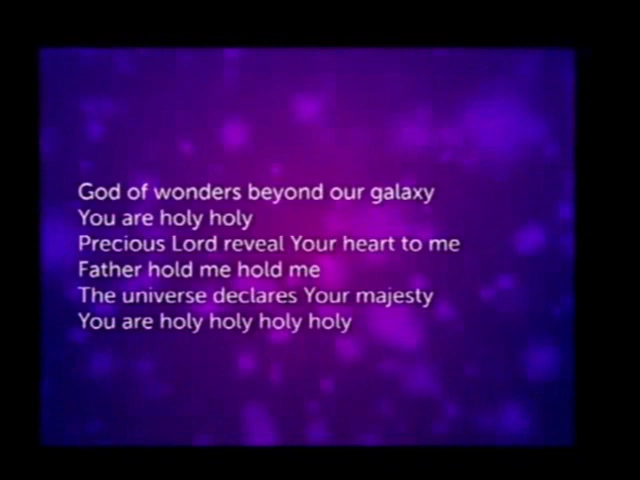 God of wonders beyond our galaxy
You are holy holy
Precious Lord reveal Your heart to me
Father hold me hold me
The universe declares Your majesty
You are holy holy holy holy